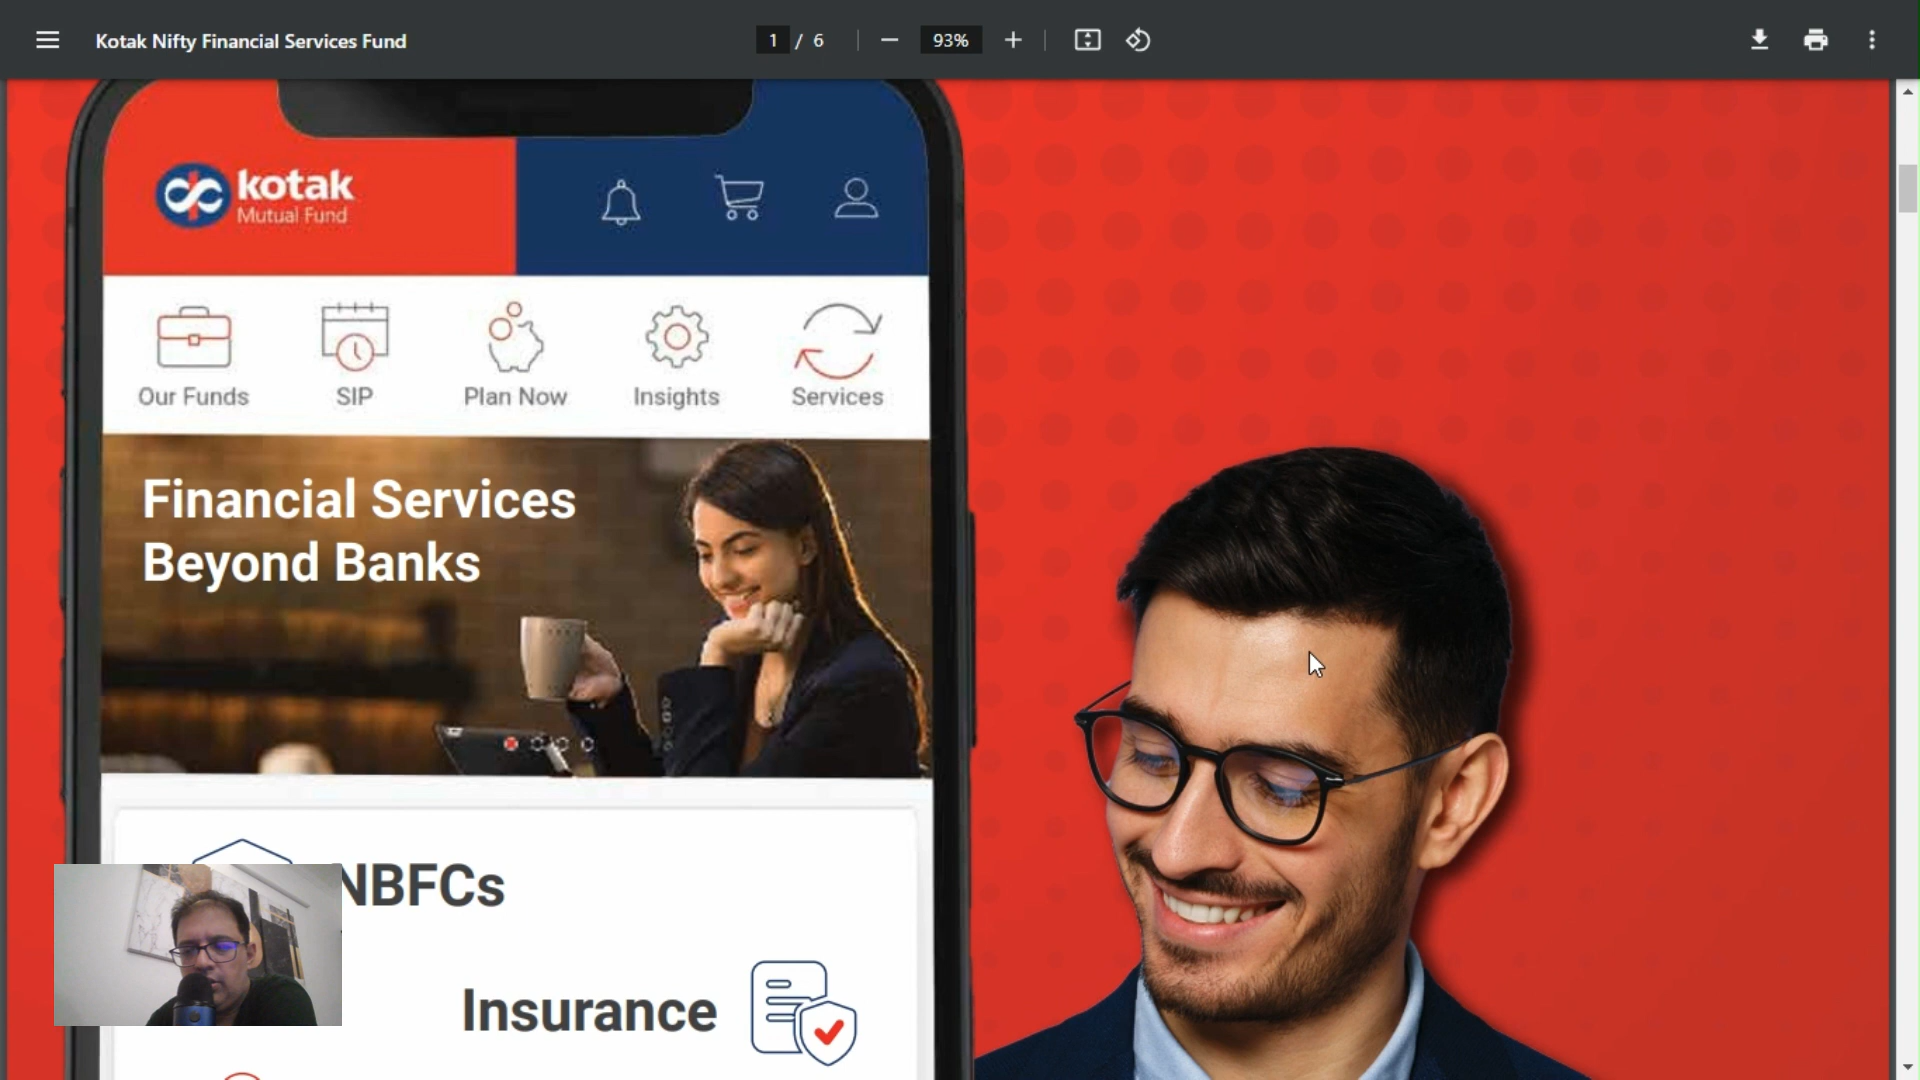 Kotak Nifty Financial Services Fund
1 / 6
93%
kotak
Mutual Fund
Our Funds
SIP
Plan Now
Insights
Services
Financial Services
Beyond Banks
NBFCs
Insurance